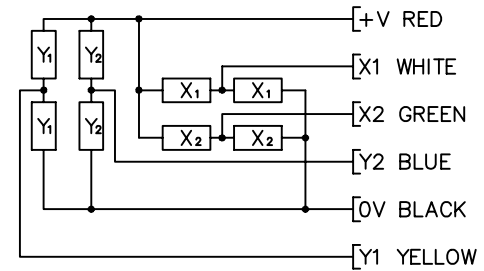 +V RED
Y1 Y2
X1 WHITE
X1 X1
X2 GREEN
Y1 Y2
X2 X2
Y2 BLUE
0V BLACK
Y1 YELLOW